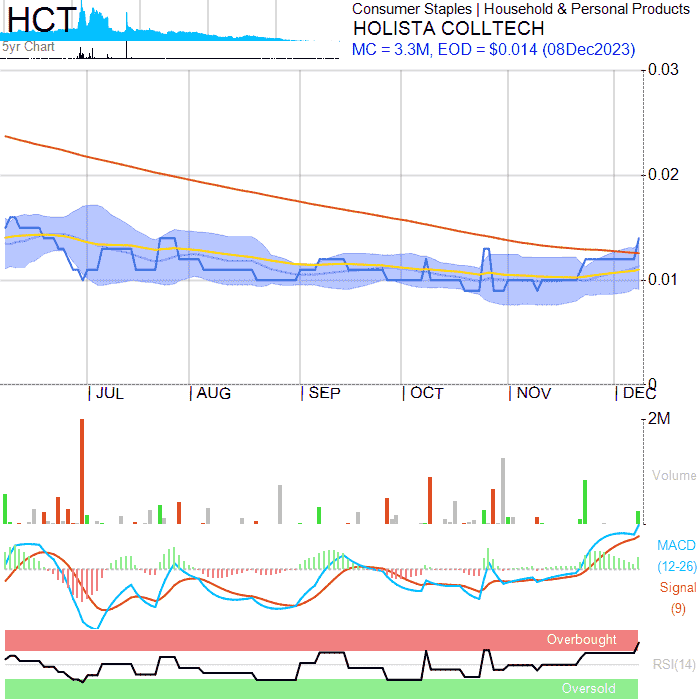 HCT
5yr Chart
Consumer Staples | Household & Personal Products
HOLISTA COLLTECH
MC = 3.3M, EOD = $0.014 (08Dec2023)
0.03
0.02
0.01
0
JUL
AUG
SEP
OCT
NOV
DEC
2M
Volume
MACD
(12-26)
Signal
(9)
Overbought
RSI(14)
Oversold